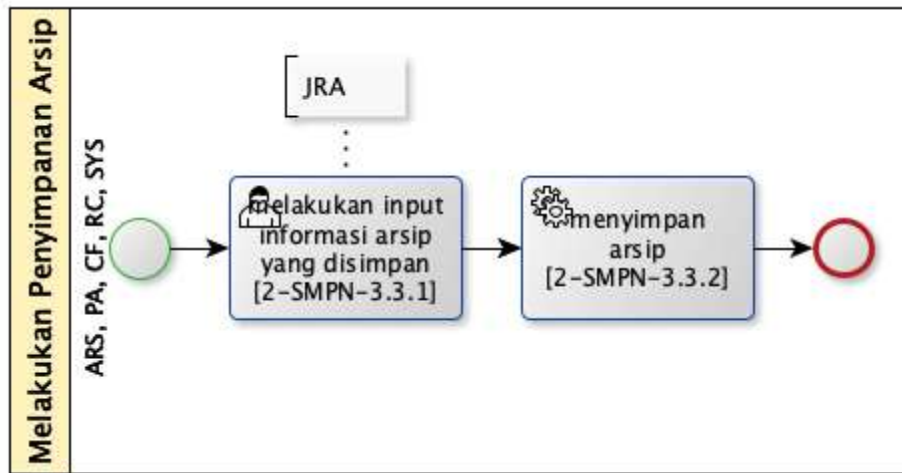 Melakukan Penyimpanan Arsip
ARS, PA, CF, RC, SYS
JRA
melakukan input
informasi arsip
yang disimpan
[2-SMPN-3.3.1]
menyimpan
arsip
[2-SMPN-3.3.2]